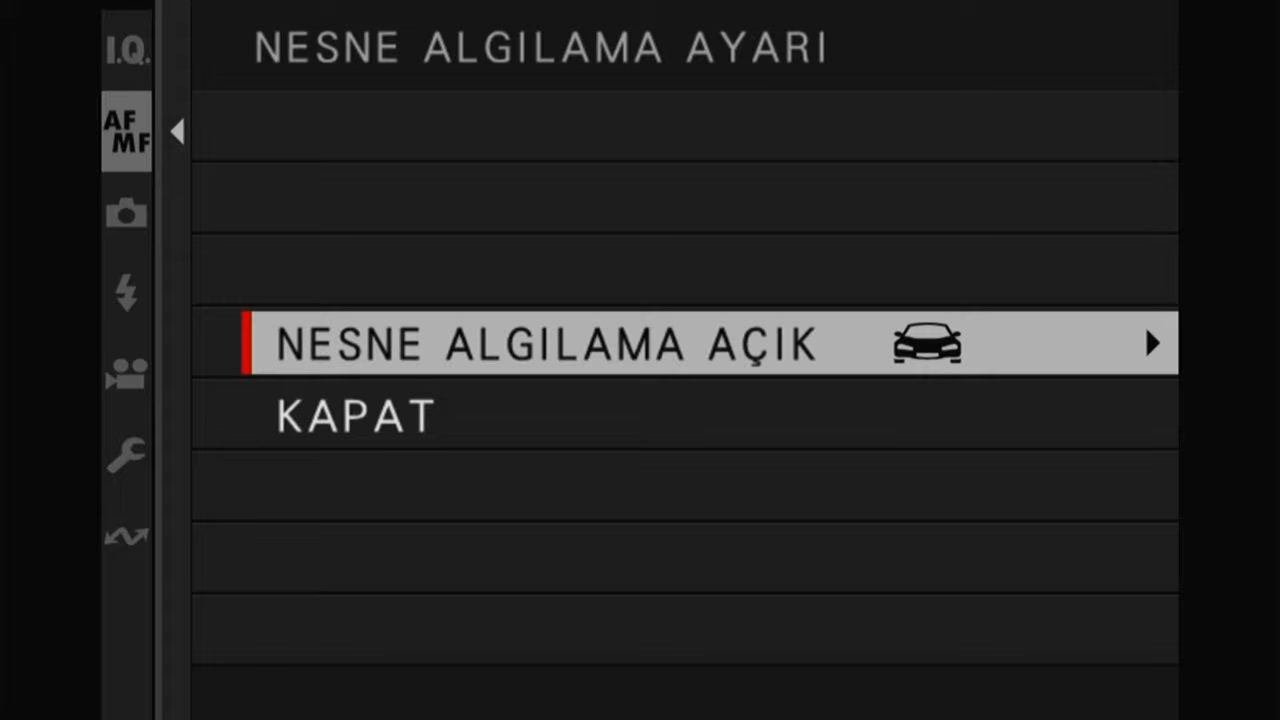 I.Q.
NESNE ALGILAMA AYARI
AF
MF
NESNE ALGILAMA AÇIK
KAPAT